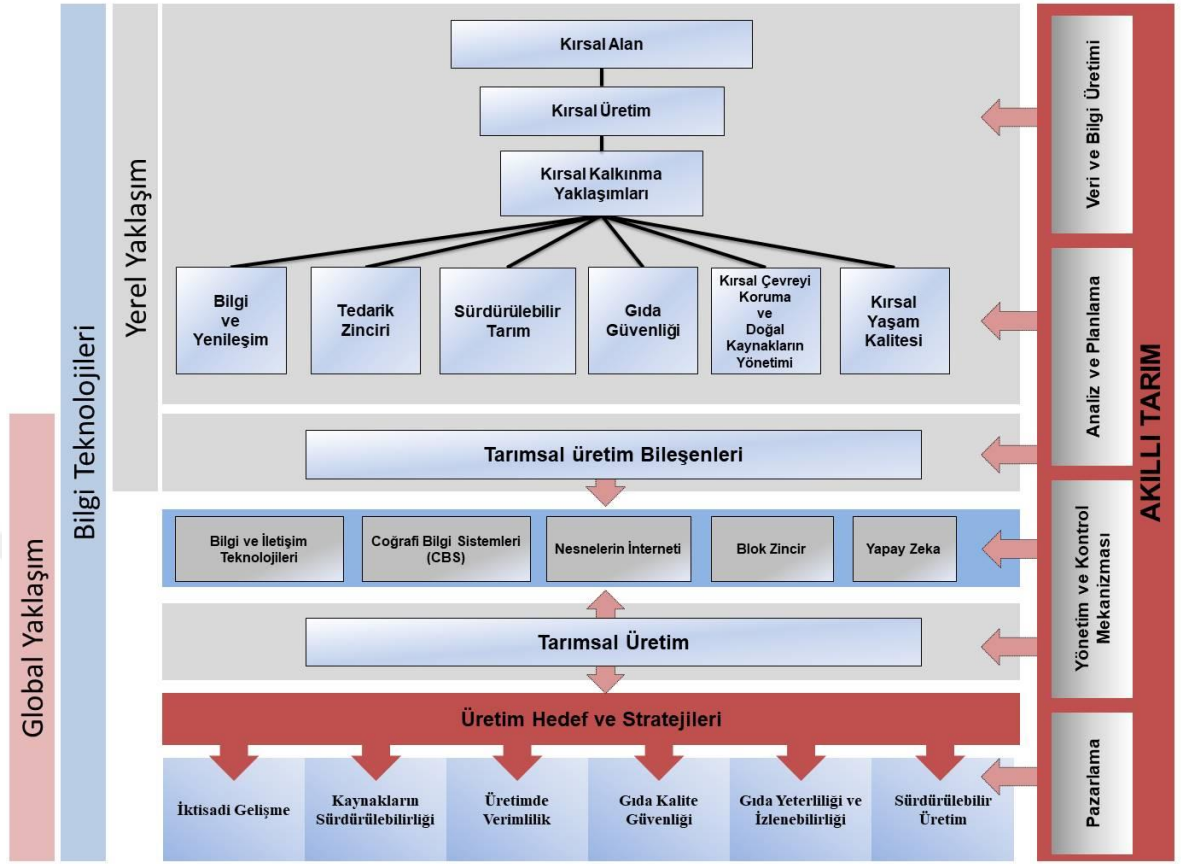 Kırsal Alan
Kırsal Üretim
Kırsal Kalkınma
Yaklaşımları
Bilgi
ve
Yenileşim
Tedarik
Zinciri
Sürdürülebilir
Tarım
Gıda
Güvenliği
Kırsal Çevreyi
Koruma
ve
Doğal
Kaynakların
Yönetimi
Kırsal
Yaşam
Kalitesi
Tarımsal üretim Bileşenleri
Bilgi ve İletişim
Teknolojileri
Coğrafi Bilgi Sistemleri
(CBS)
Nesnelerin İnterneti
Blok Zincir
Yapay Zeka
Tarımsal Üretim
Üretim Hedef ve Stratejileri
İktisadi Gelişme
Kaynakların
Sürdürülebilirliği
Üretimde
Verimlilik
Gıda Kalite
Güvenliği
Gıda Yeterliliği ve
İzlenebilirliği
Sürdürülebilir
Üretim
Global Yaklaşım
Bilgi Teknolojileri
Yerel Yaklaşım
Veri ve Bilgi Üretimi
Analiz ve Planlama
Yönetim ve Kontrol
Mekanizması
Pazarlama
AKILLI TARIM